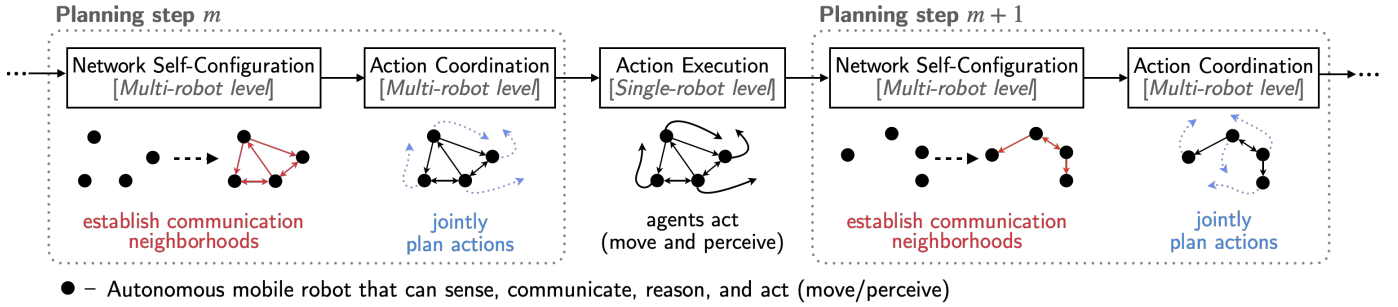 Planning step m
Planning step m + 1
Network Self-Configuration
[Multi-robot level]
Action Coordination
[Multi-robot level]
Action Execution
[Single-robot level]
Network Self-Configuration
[Multi-robot level]
Action Coordination
[Multi-robot level]
establish communication
neighborhoods
jointly
plan actions
agents act
(move and perceive)
establish communication
neighborhoods
jointly
plan actions
– Autonomous mobile robot that can sense, communicate, reason, and act (move/perceive)